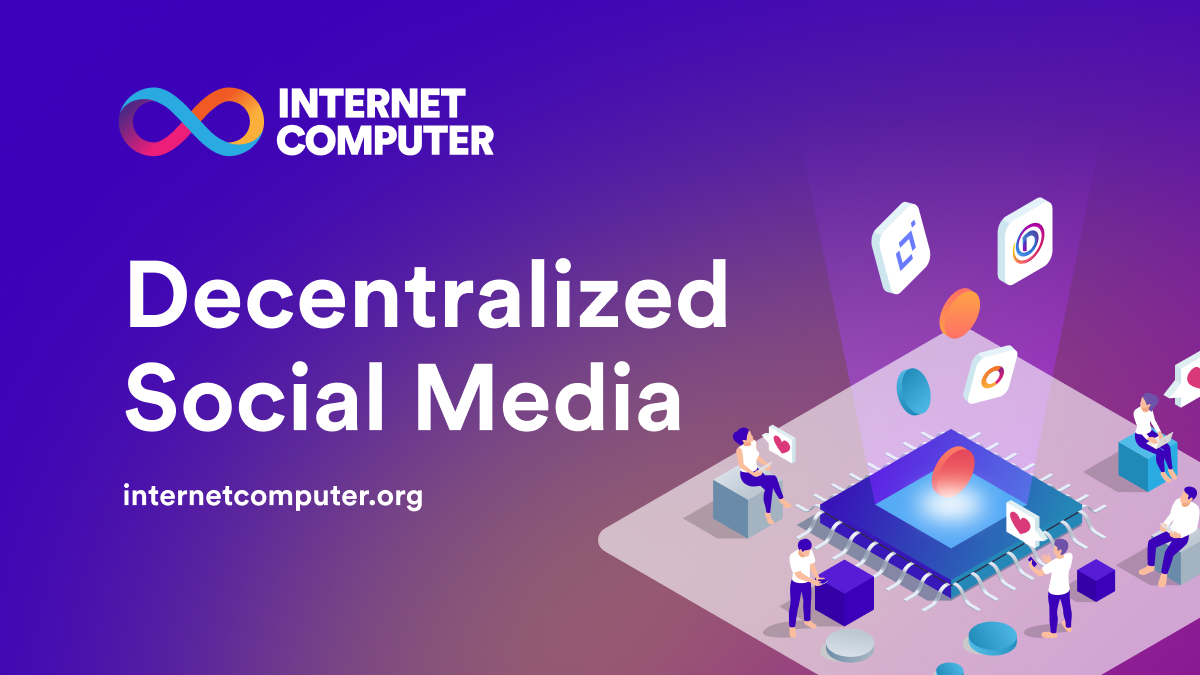 INTERNET
COMPUTER
Decentralized
Social Media
internetcomputer.org